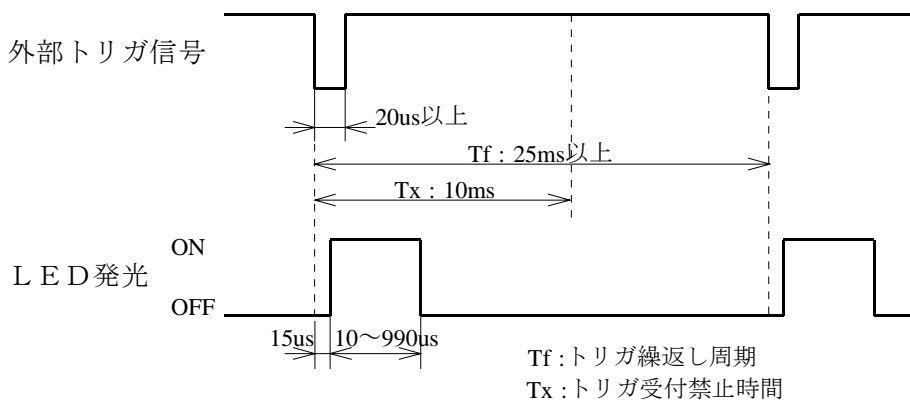 外部トリガ信号
20us以上
Tf : 25ms以上
Tx : 10ms
ON
ＬＥＤ発光
OFF
15us
10～990us
Tf :トリガ繰返し周期
Tx :トリガ受付禁止時間